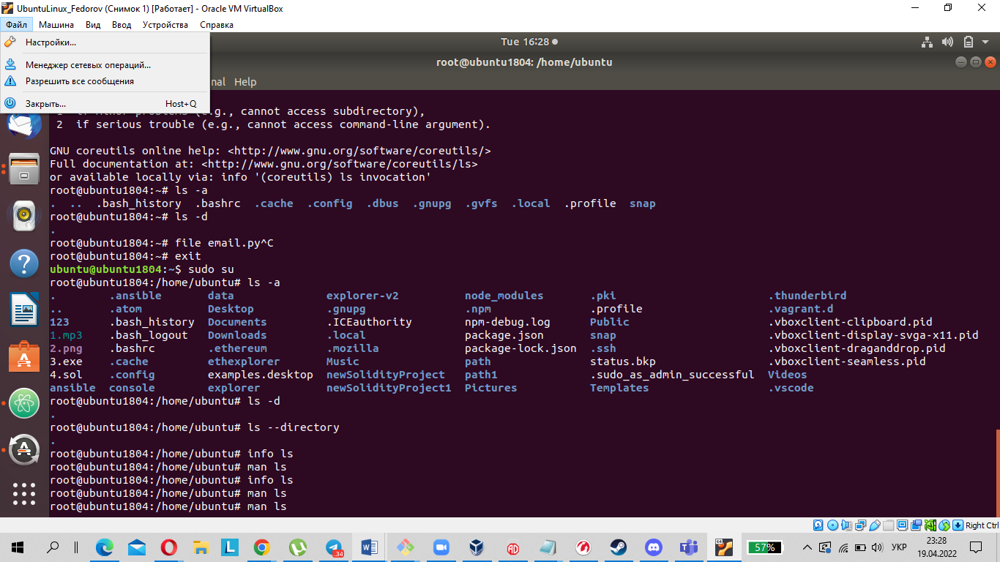 UbuntuLinux_Fedorov (Снимок 1) [Работает] - Oracle VM VirtualBox
Файл Машина Вид Ввод Устройства Справка
Настройки...
Менеджер сетевых операций...
Разрешить все сообщения
Закрыть... Host+Q
Tue 16:28
root@ubuntu1804: /home/ubuntu
nal Help
(e.g., cannot access subdirectory),
2 if serious trouble (e.g., cannot access command-line argument).
GNU coreutils online help: <http://www.gnu.org/software/coreutils/>
Full documentation at: <http://www.gnu.org/software/coreutils/ls>
or available locally via: info '(coreutils) ls invocation'
root@ubuntu1804:~# ls -a
. .. .bash_history .bashrc .cache .config .dbus .gnupg .gvfs .local .profile snap
root@ubuntu1804:~# ls -d
.
root@ubuntu1804:~# file email.py^C
root@ubuntu1804:~# exit
ubuntu@ubuntu1804:~$ sudo su
root@ubuntu1804:/home/ubuntu# ls -a
. .ansible data explorer-v2 node_modules .pki .thunderbird
.. .atom Desktop .gnupg .npm .profile .vagrant.d
123 .bash_history Documents .ICEauthority npm-debug.log Public .vboxclient-clipboard.pid
1.mp3 .bash_logout Downloads .local package.json snap .vboxclient-display-svga-x11.pid
2.png .bashrc .ethereum .mozilla package-lock.json .ssh .vboxclient-draganddrop.pid
3.exe .cache ethexplorer Music path status.bkp .vboxclient-seamless.pid
4.sol .config examples.desktop newSolidityProject path1 .sudo_as_admin_successful Videos
ansible console explorer newSolidityProject1 Pictures Templates .vscode
root@ubuntu1804:/home/ubuntu# ls -d
.
root@ubuntu1804:/home/ubuntu# ls --directory
.
root@ubuntu1804:/home/ubuntu# info ls
root@ubuntu1804:/home/ubuntu# man ls
root@ubuntu1804:/home/ubuntu# info ls
root@ubuntu1804:/home/ubuntu# man ls
root@ubuntu1804:/home/ubuntu# man ls
Right Ctrl
57% УКР 23:28
19.04.2022